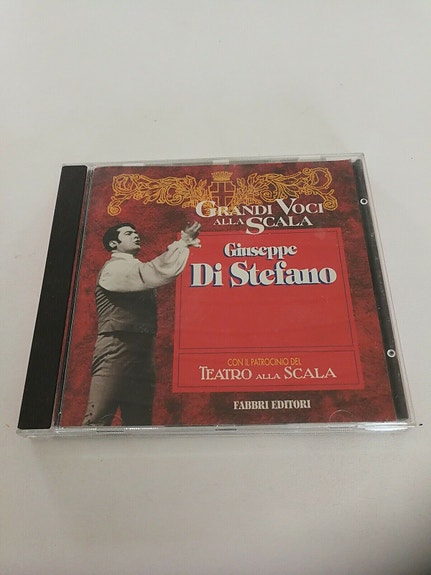 GRANDI VOCI
ALLA SCALA
Giuseppe
Di Stefano
CON IL PATROCINIO DEL
TEATRO ALLA SCALA
FABBRI EDITORI